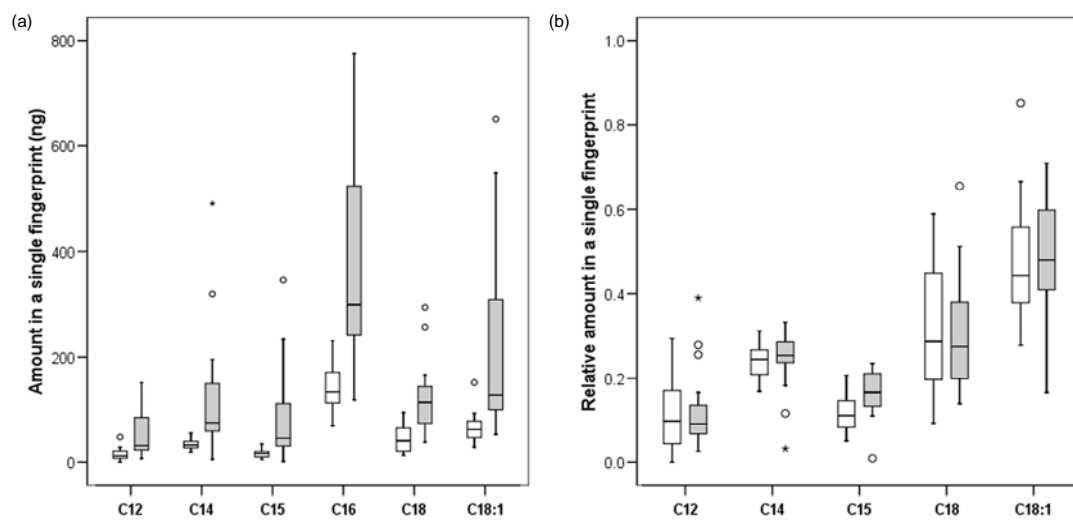 (a)
Amount in a single fingerprint (ng)
800
600
400
200
0
C12 C14 C15 C16 C18 C18:1
(b)
Relative amount in a single fingerprint
1.0
0.8
0.6
0.4
0.2
0.0
C12 C14 C15 C18 C18:1